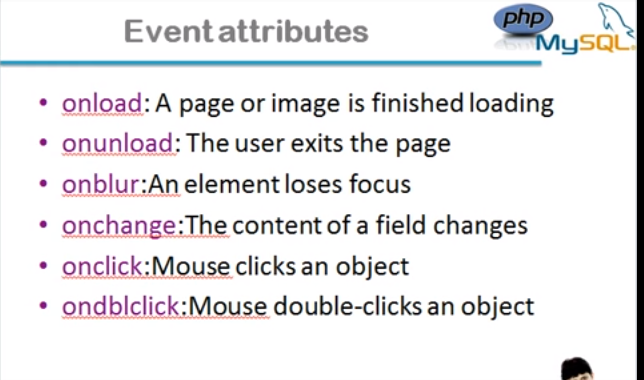 Event attributes
php
MySQL
• onload: A page or image is finished loading
• onunload: The user exits the page
• onblur:An element loses focus
• onchange:The content of a field changes
• onclick:Mouse clicks an object
• ondblclick:Mouse double-clicks an object